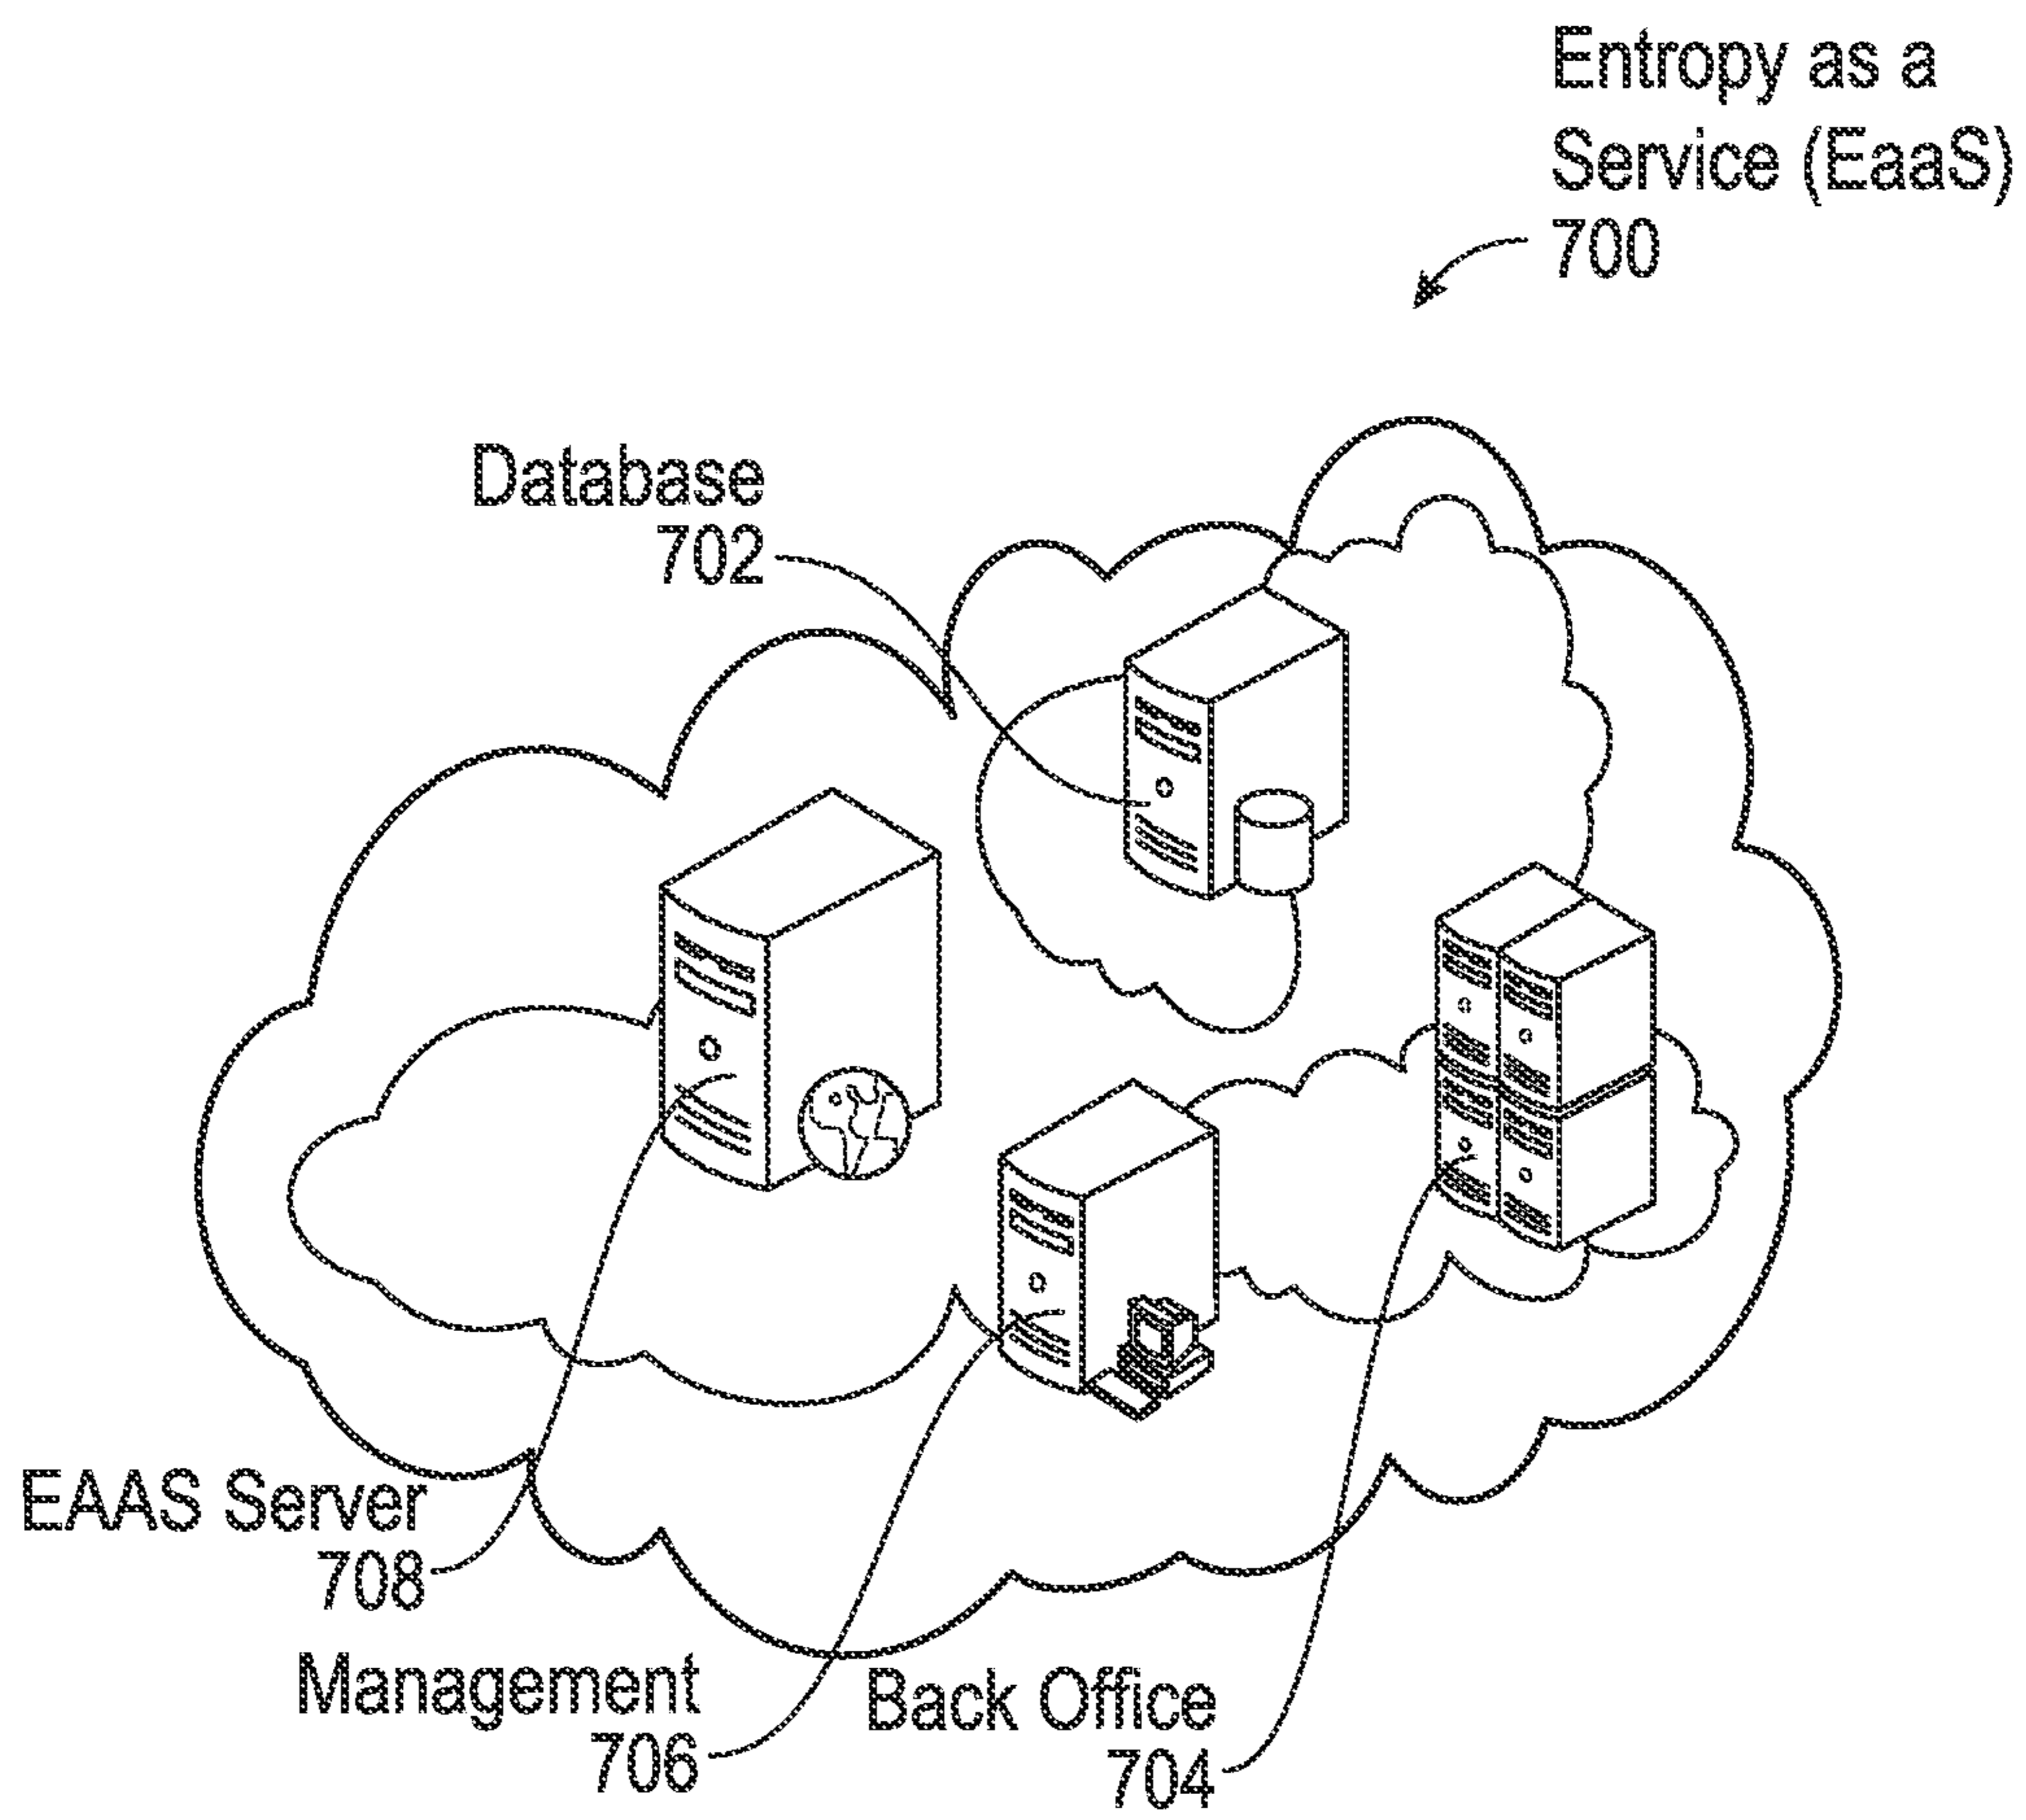 Entropy as a
Service (EaaS)
700
Database
702
EAAS Server
708
Management
706
Back Office
704